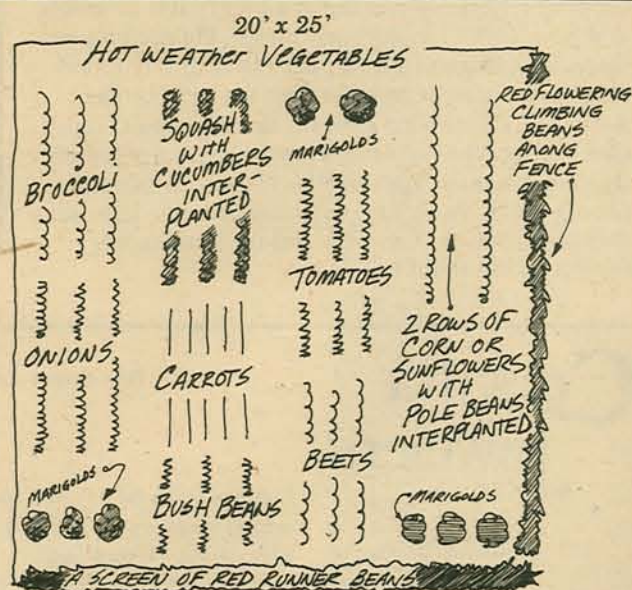 20' x 25'
HOT WEATHER VEGETABLES
BROCCOLI
SQUASH
WITH
CUCUMBERS
INTER-
PLANTED
MARIGOLDS
RED FLOWERING
CLIMBING
BEANS
ALONG
FENCE
TOMATOES
ONIONS
CARROTS
2 ROWS OF
CORN OR
SUNFLOWERS
WITH
POLE BEANS
INTERPLANTED
BEETS
MARIGOLDS
BUSH BEANS
MARIGOLDS
A SCREEN OF RED RUNNER BEANS